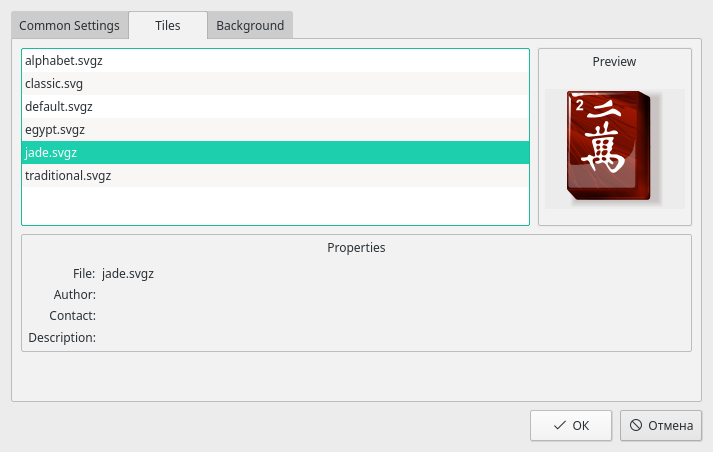 Common Settings
Tiles
Background
alphabet.svgz
classic.svg
default.svgz
egypt.svgz
jade.svgz
traditional.svgz
Preview
2
二
萬
Properties
File: jade.svgz
Author:
Contact:
Description:
ОК
Отмена